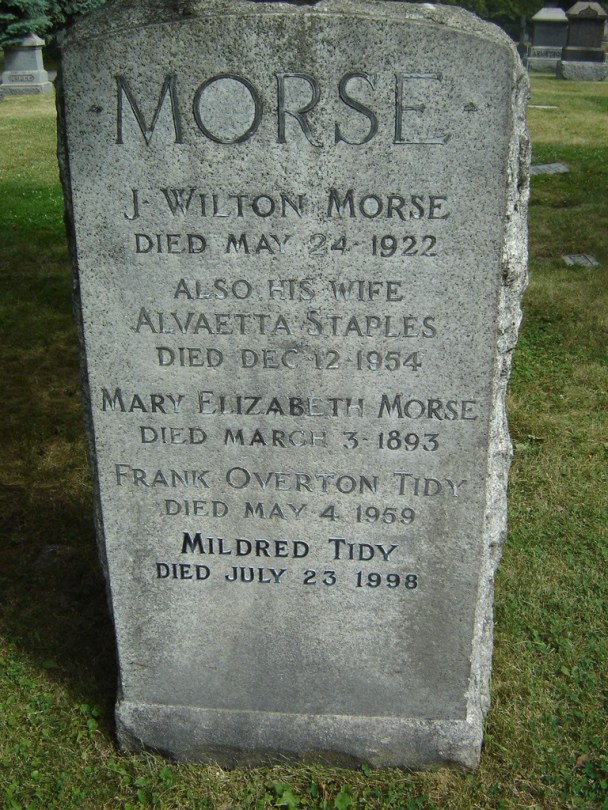 ·MORSE·
J· WILTON MORSE
DIED MAY 24·1922
ALSO HIS WIFE
ALVAETTA STAPLES
DIED DEC·12·1954
MARY ELIZABETH MORSE
DIED MARCH 3·1893
FRANK OVERTON TIDY
DIED MAY 4 1959
MILDRED TIDY
DIED JULY 23 1998